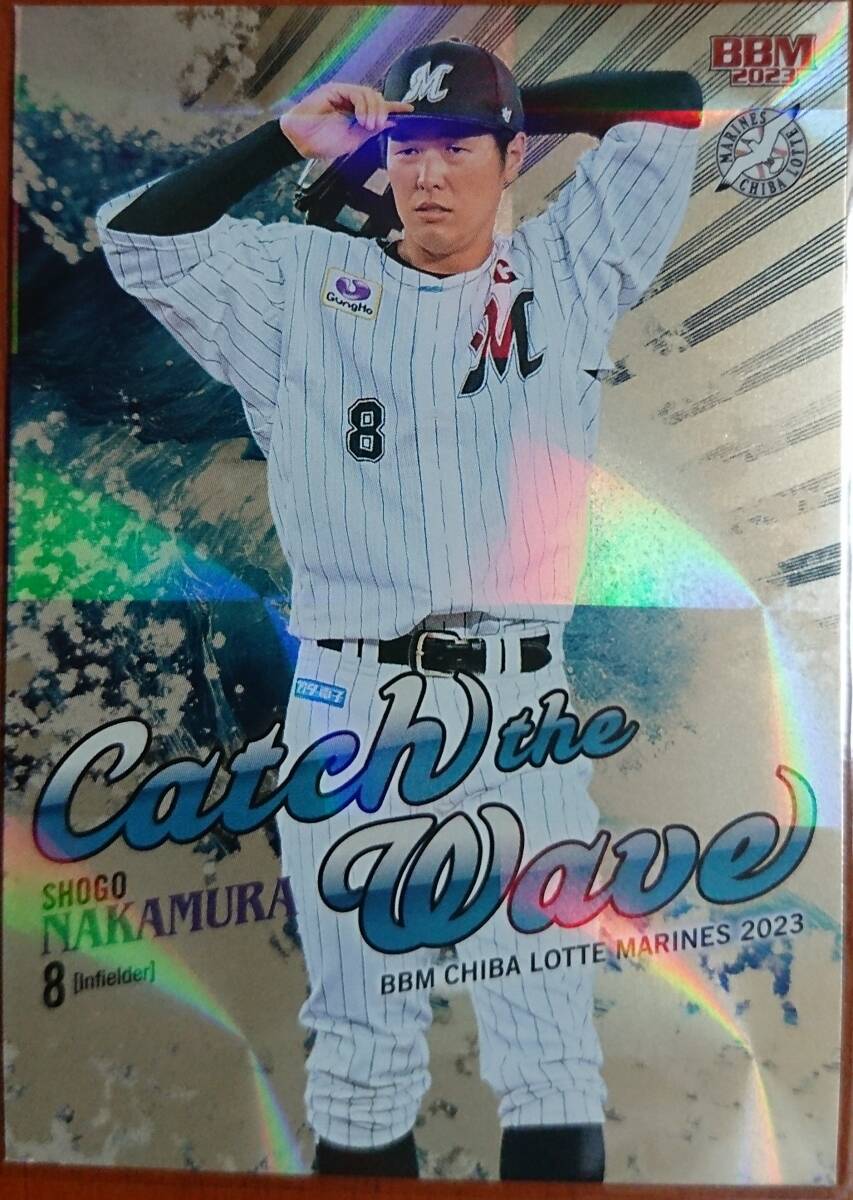 BBM
2023
MARINES
CHIBA LOTTE
M
GungHo
M
8
Catch the
Wave
SHOGO
NAKAMURA
8 [Infielder]
BBM CHIBA LOTTE MARINES 2023